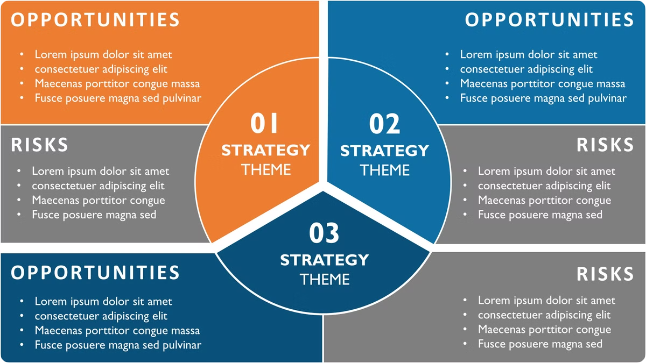 OPPORTUNITIES
• Lorem ipsum dolor sit amet
• consectetuer adipiscing elit
• Maecenas porttitor congue massa
• Fusce posuere magna sed pulvinar
RISKS
• Lorem ipsum dolor sit amet
• consectetuer adipiscing elit
• Maecenas porttitor congue
• Fusce posuere magna sed
01
STRATEGY
THEME
OPPORTUNITIES
• Lorem ipsum dolor sit amet
• consectetuer adipiscing elit
• Maecenas porttitor congue massa
• Fusce posuere magna sed pulvinar
02
STRATEGY
THEME
RISKS
• Lorem ipsum dolor sit amet
• consectetuer adipiscing elit
• Maecenas porttitor congue
• Fusce posuere magna sed
03
STRATEGY
THEME
OPPORTUNITIES
• Lorem ipsum dolor sit amet
• consectetuer adipiscing elit
• Maecenas porttitor congue massa
• Fusce posuere magna sed pulvinar
RISKS
• Lorem ipsum dolor sit amet
• consectetuer adipiscing elit
• Maecenas porttitor congue
• Fusce posuere magna sed